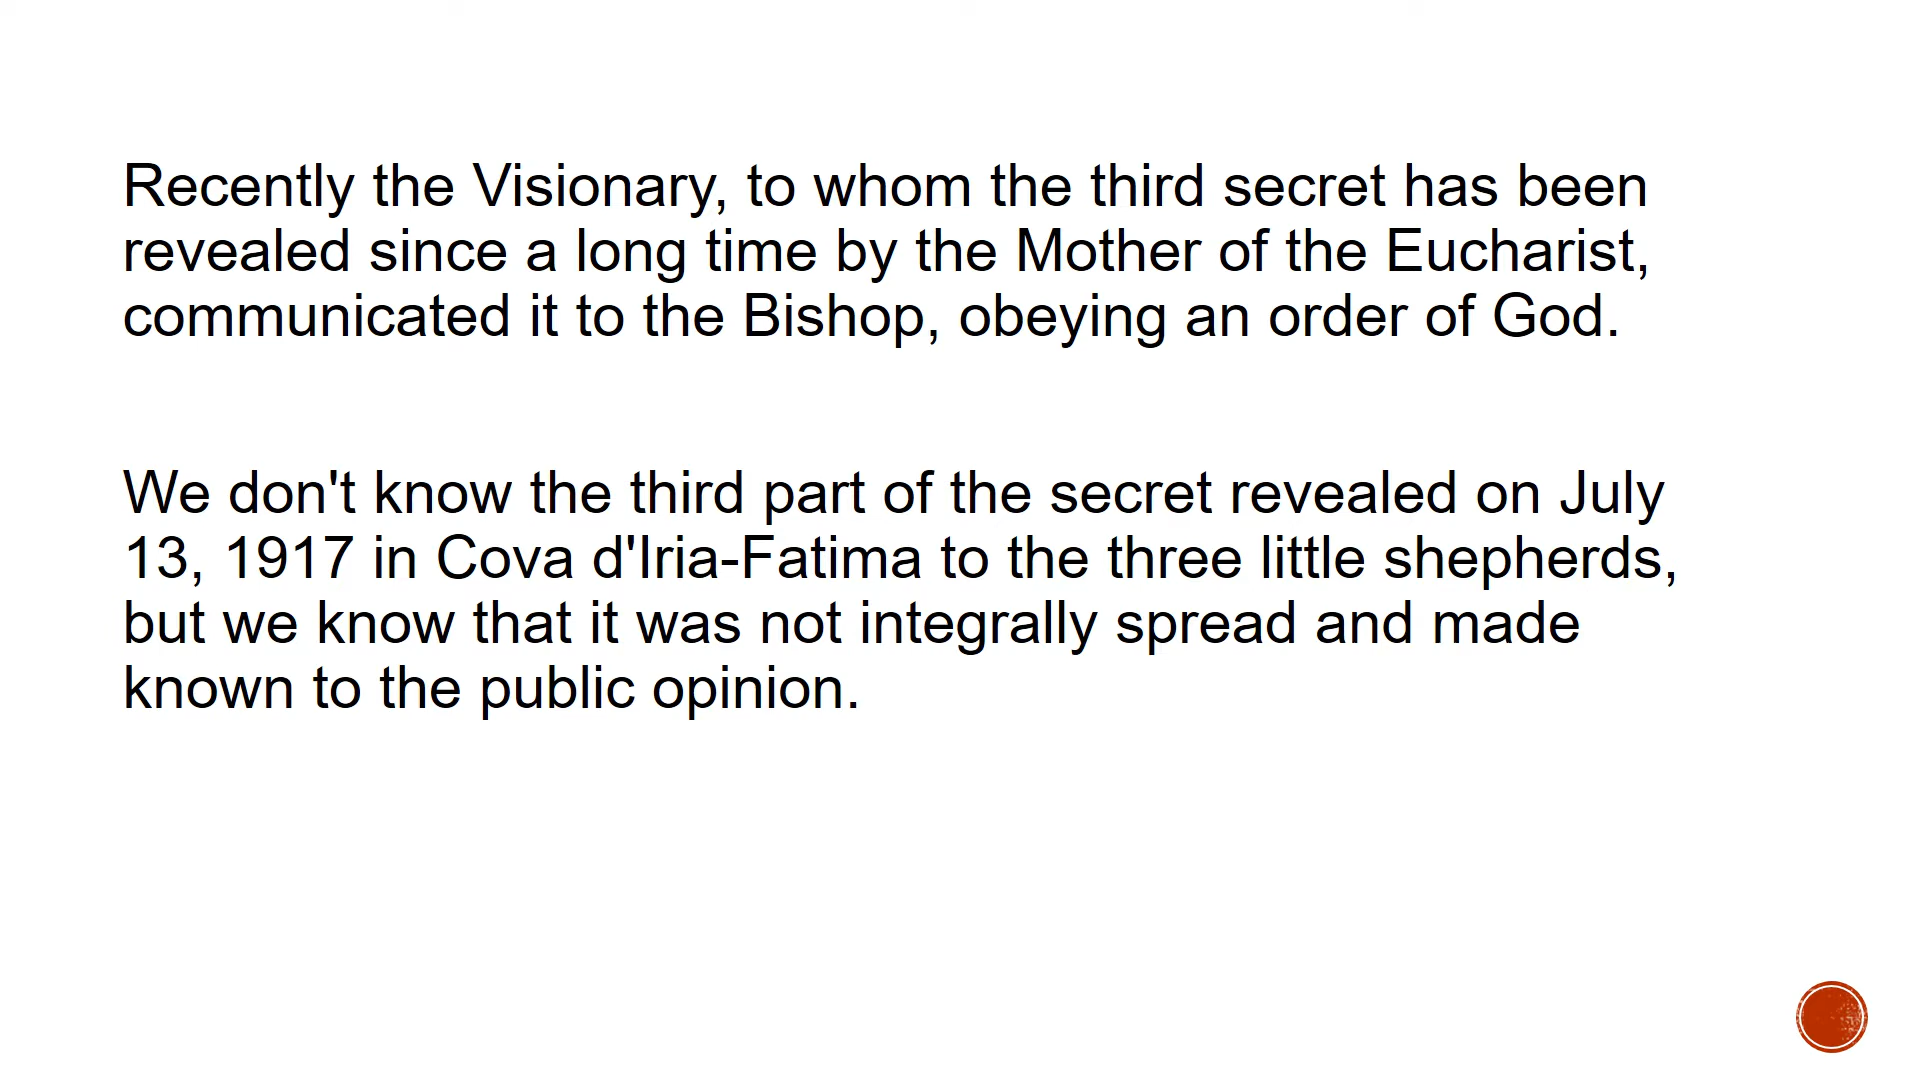 Recently the Visionary, to whom the third secret has been
revealed since a long time by the Mother of the Eucharist,
communicated it to the Bishop, obeying an order of God.
We don't know the third part of the secret revealed on July
13, 1917 in Cova d'Iria-Fatima to the three little shepherds,
but we know that it was not integrally spread and made
known to the public opinion.